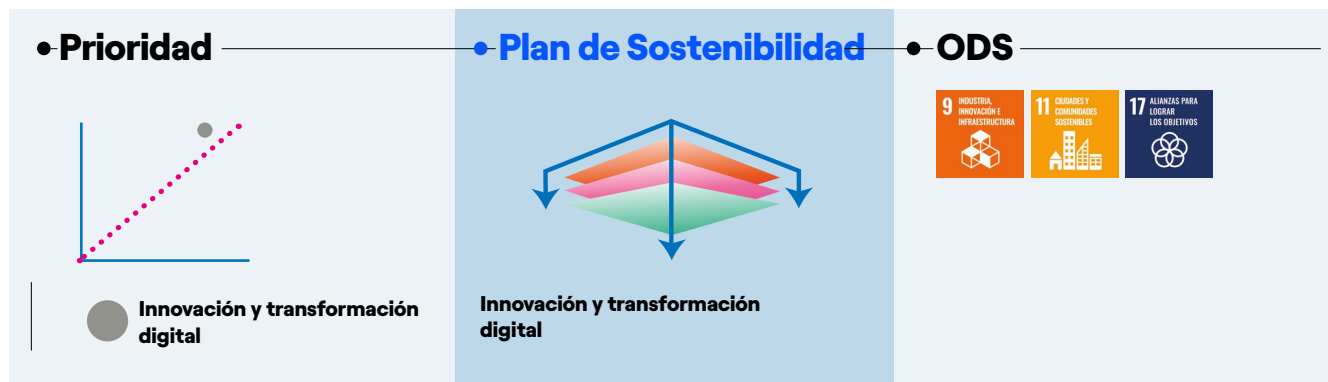 Prioridad
Plan de Sostenibilidad
ODS
9 INDUSTRIA,
INNOVACIÓN E
INFRAESTRUCTURA
11 CIUDADES Y
COMUNIDADES
SOSTENIBLES
17 ALIANZAS PARA
LOGRAR
LOS OBJETIVOS
Innovación y transformación
digital
Innovación y transformación
digital